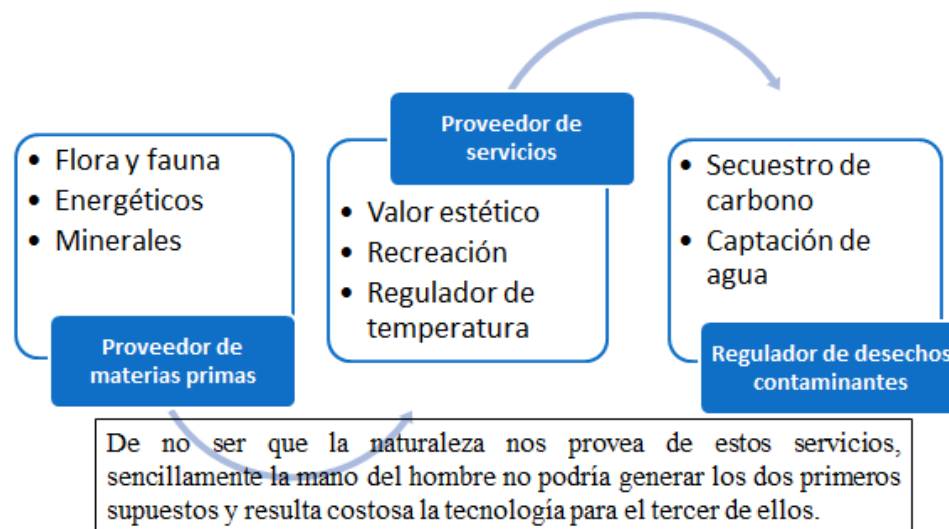 • Flora y fauna
• Energéticos
• Minerales
Proveedor de
materias primas
Proveedor de
servicios
• Valor estético
• Recreación
• Regulador de
temperatura
• Secuestro de
carbono
• Captación de
agua
Regulador de desechos
contaminantes
De no ser que la naturaleza nos provea de estos servicios,
sencillamente la mano del hombre no podría generar los dos primeros
supuestos y resulta costosa la tecnología para el tercer de ellos.